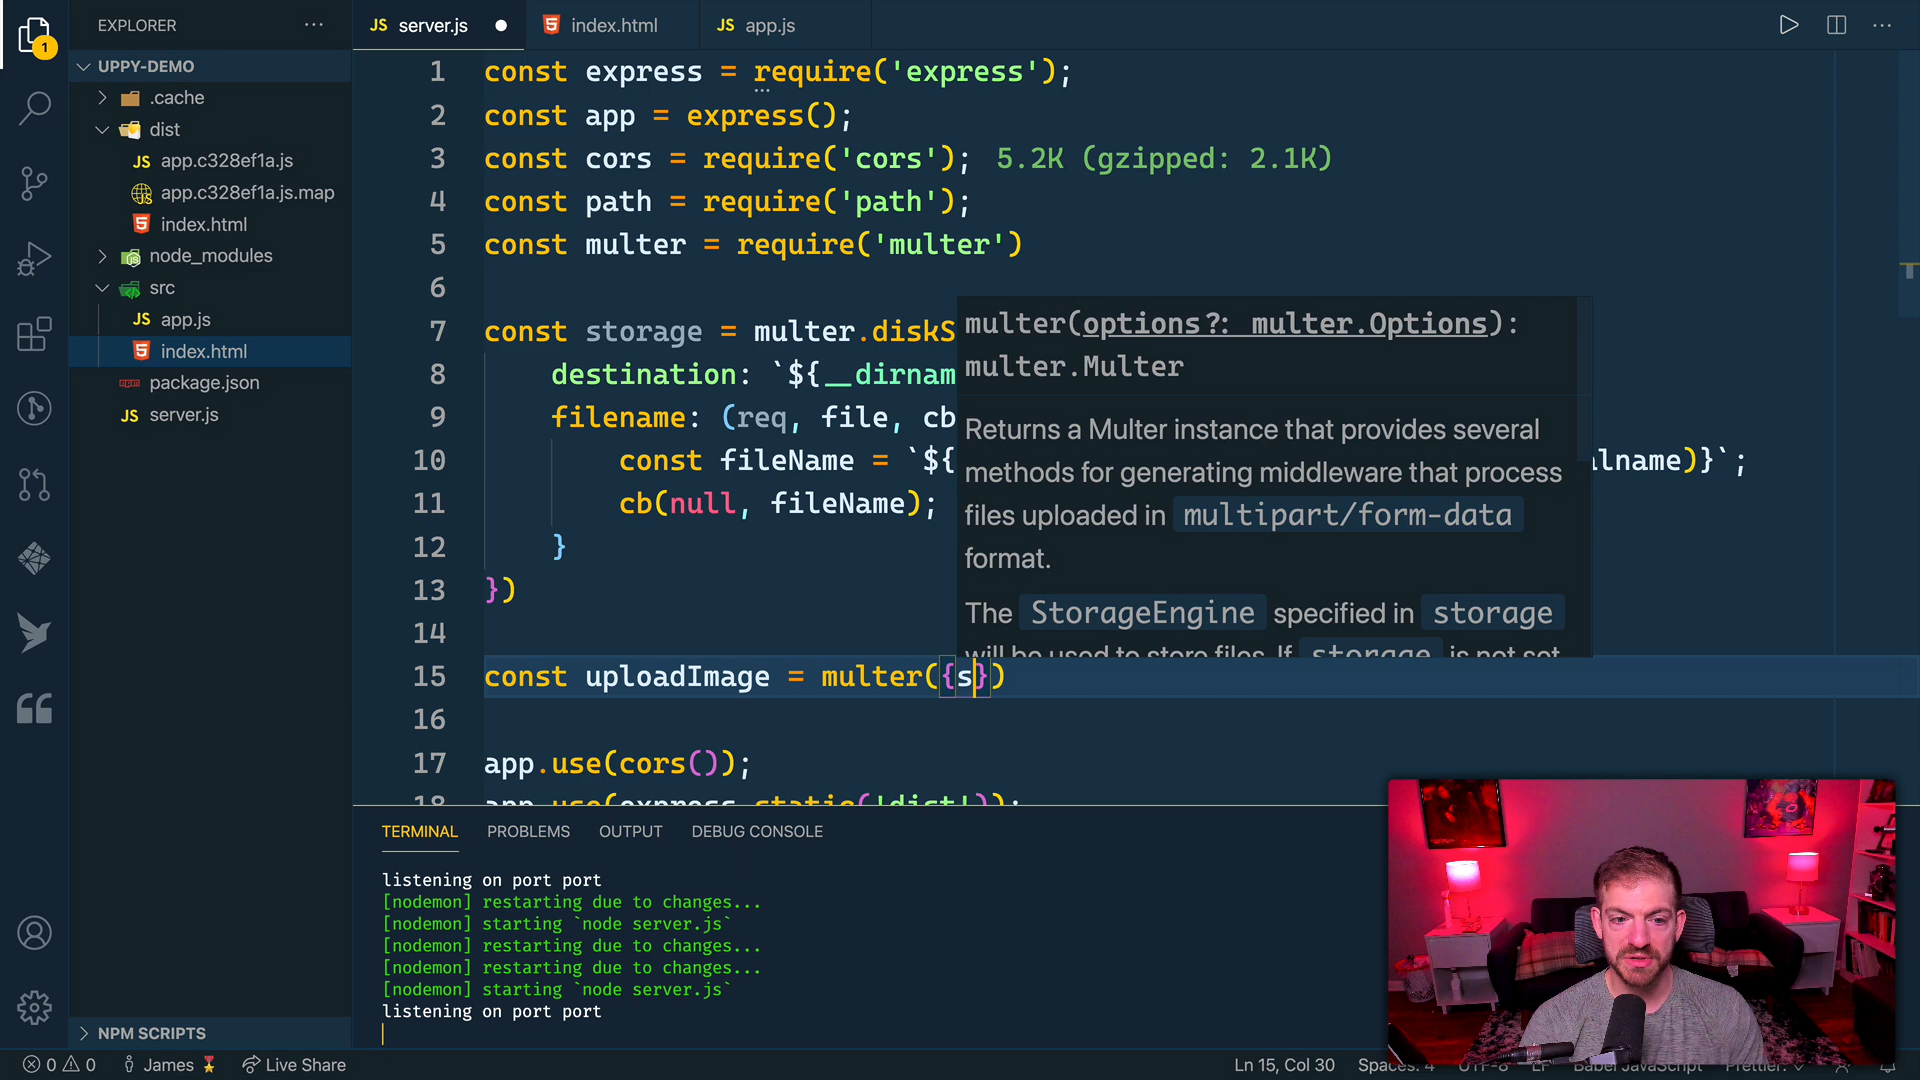 EXPLORER
UPPY-DEMO
.cache
dist
app.c328ef1a.js
app.c328ef1a.js.map
index.html
node_modules
src
app.js
index.html
package.json
server.js
NPM SCRIPTS
server.js
index.html
app.js
1 const express = require('express');
2 const app = express();
3 const cors = require('cors'); 5.2K (gzipped: 2.1K)
4 const path = require('path');
5 const multer = require('multer')
6
7 const storage = multer.diskS
8 destination: `${__dirnam
9 filename: (req, file, cb
10 const fileName = `${ lname)}`;
11 cb(null, fileName);
12 }
13 })
14
15 const uploadImage = multer({s})
16
17 app.use(cors());
18 app.use(express.static('dist'));
multer(options?: multer.Options):
multer.Multer
Returns a Multer instance that provides several
methods for generating middleware that process
files uploaded in multipart/form-data
format.
The StorageEngine specified in storage
will be used to store files. If storage is not set
TERMINAL PROBLEMS OUTPUT DEBUG CONSOLE
listening on port port
[nodemon] restarting due to changes...
[nodemon] starting `node server.js`
[nodemon] restarting due to changes...
[nodemon] restarting due to changes...
[nodemon] starting `node server.js`
listening on port port
1
0 0 James Live Share
Ln 15, Col 30 Spaces: 4 UTF-8 LF Babel JavaScript Prettier: